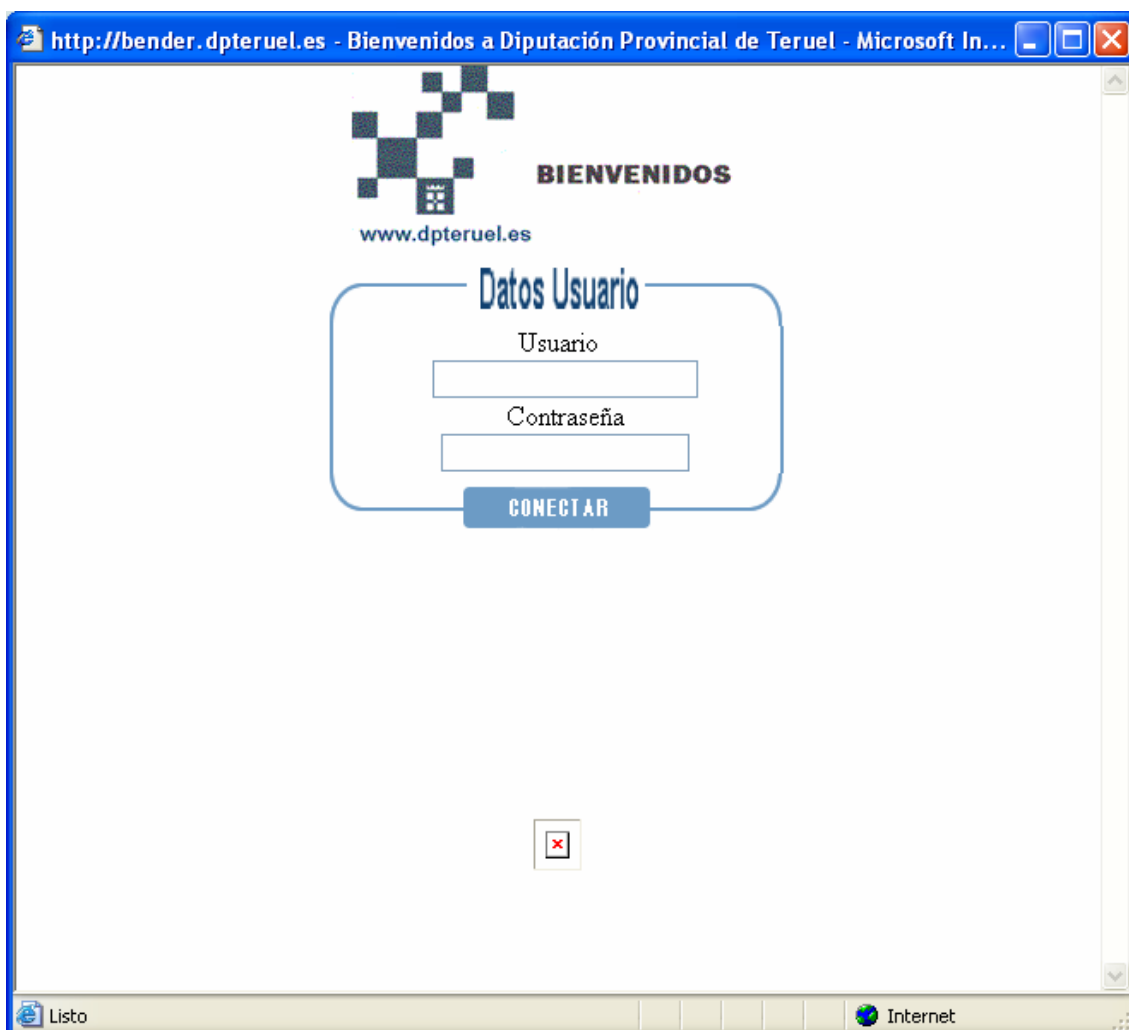 http://bender.dpteruel.es - Bienvenidos a Diputación Provincial de Teruel - Microsoft In...
BIENVENIDOS
www.dpteruel.es
Datos Usuario
Usuario
Contraseña
CONECTAR
Listo
Internet